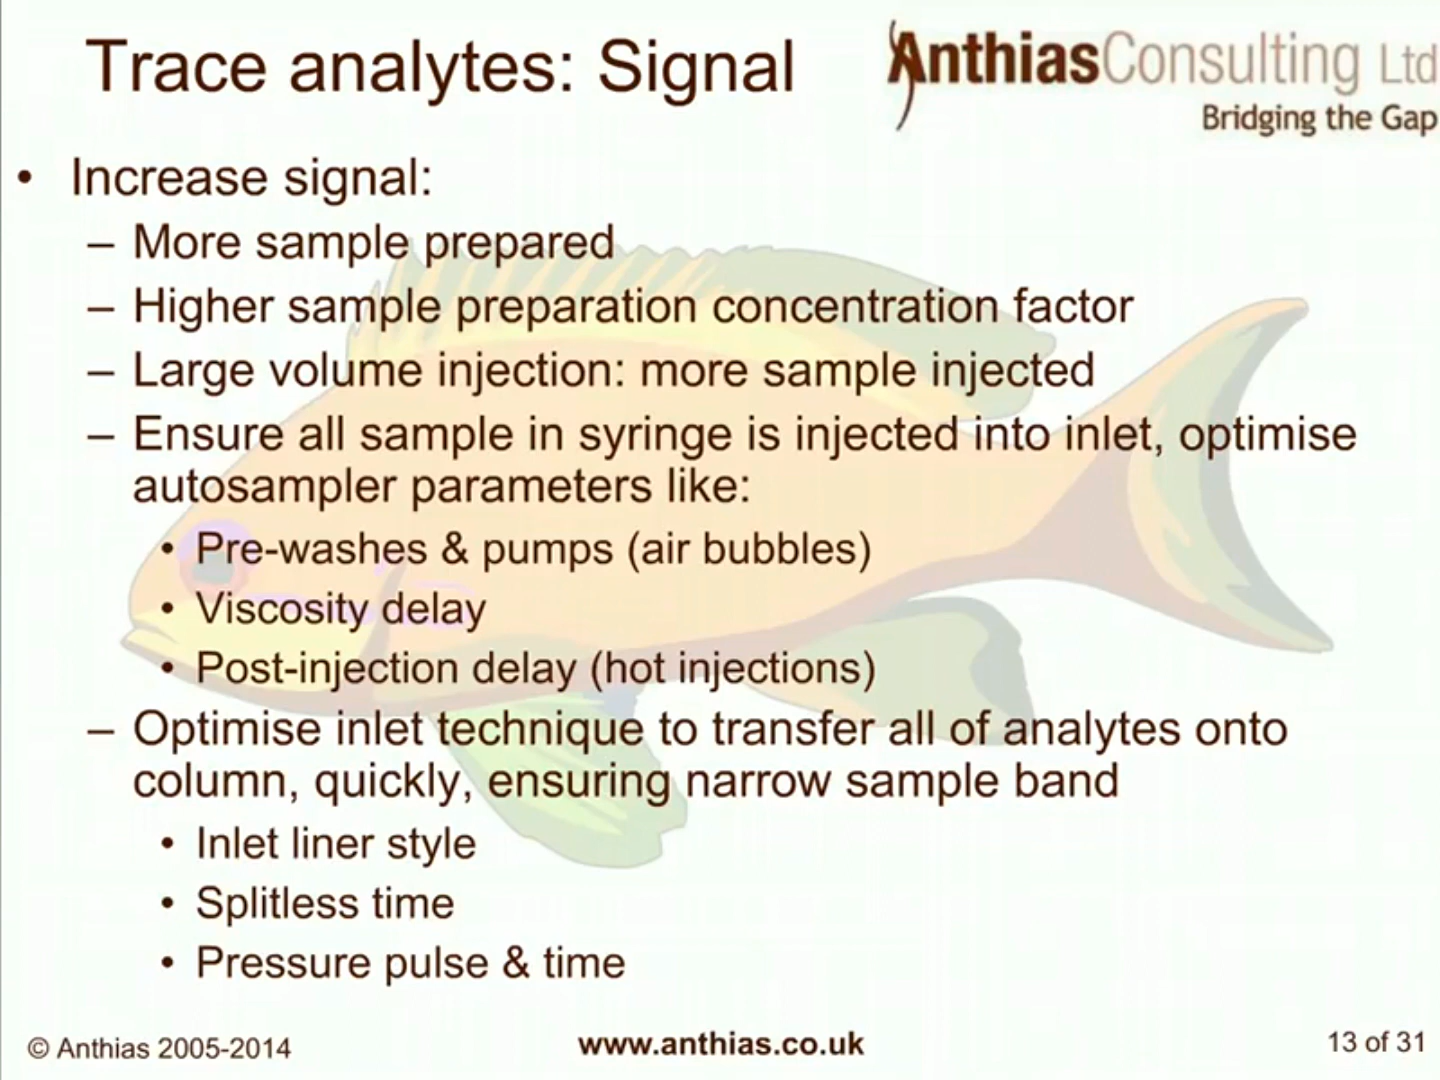 Trace analytes: Signal
AnthiasConsulting Ltd
Bridging the Gap
• Increase signal:
– More sample prepared
– Higher sample preparation concentration factor
– Large volume injection: more sample injected
– Ensure all sample in syringe is injected into inlet, optimise
autosampler parameters like:
• Pre-washes & pumps (air bubbles)
• Viscosity delay
• Post-injection delay (hot injections)
– Optimise inlet technique to transfer all of analytes onto
column, quickly, ensuring narrow sample band
• Inlet liner style
• Splitless time
• Pressure pulse & time
© Anthias 2005-2014
www.anthias.co.uk
13 of 31